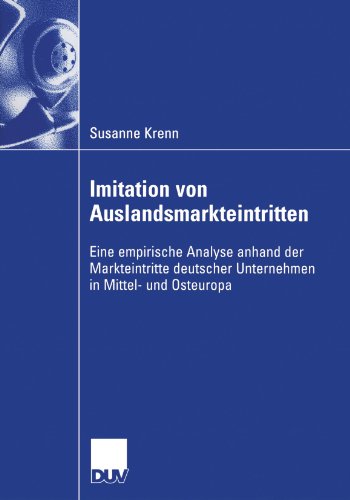 Susanne Krenn
Imitation von
Auslandsmarkteintritten
Eine empirische Analyse anhand der
Markteintritte deutscher Unternehmen
in Mittel- und Osteuropa
DUV